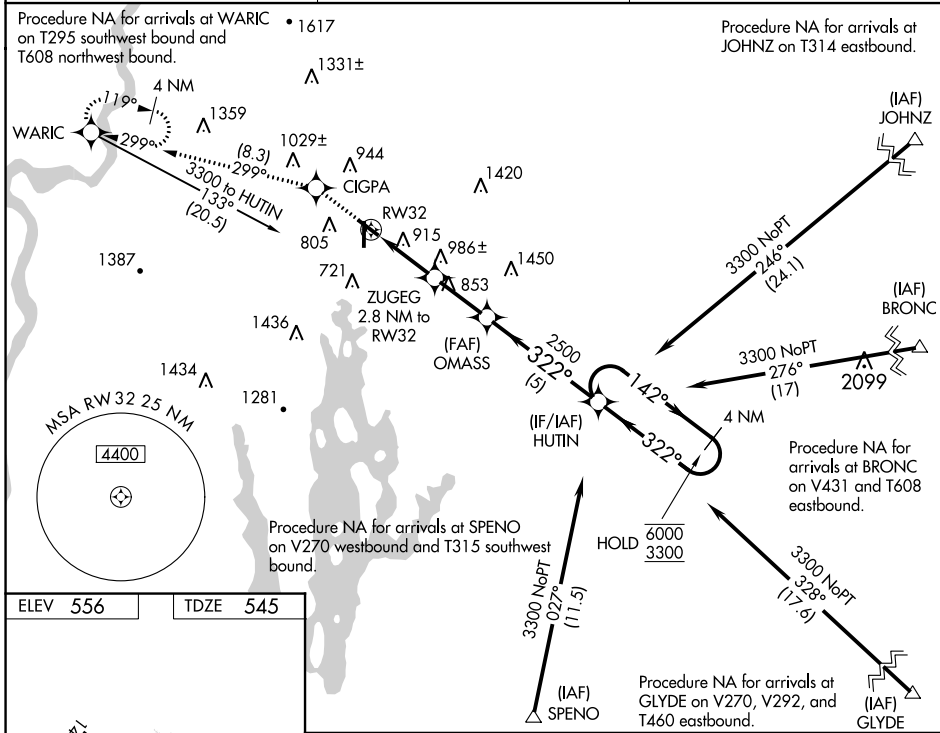 Procedure NA for arrivals at WARIC
on T295 southwest bound and
T608 northwest bound.
1617
1331±
Procedure NA for arrivals at
JOHNZ on T314 eastbound.
4 NM
119°
1359
WARIC
299°
(8.3)
299°
1029±
944
CIGPA
1420
(IAF)
JOHNZ
3300 to HUTIN
133°
(20.5)
805
RW32
915
986±
1450
1387
721
853
ZUGEG
2.8 NM to
RW32
3300 NoPT
246°
(24.1)
(IAF)
BRONC
1436
(FAF)
OMASS
2500
322°
(5)
3300 NoPT
276°
(17)
2099
1434
1281
142°
4 NM
(IF/IAF)
HUTIN
322°
MSA RW 32 25 NM
4400
Procedure NA for
arrivals at BRONC
on V431 and T608
eastbound.
Procedure NA for arrivals at SPENO
on V270 westbound and T315 southwest
bound.
HOLD
6000
3300
3300 NoPT
027°
(11.5)
3300 NoPT
328°
(17.6)
ELEV 556
TDZE 545
(IAF)
SPENO
Procedure NA for arrivals at
GLYDE on V270, V292, and
T460 eastbound.
(IAF)
GLYDE